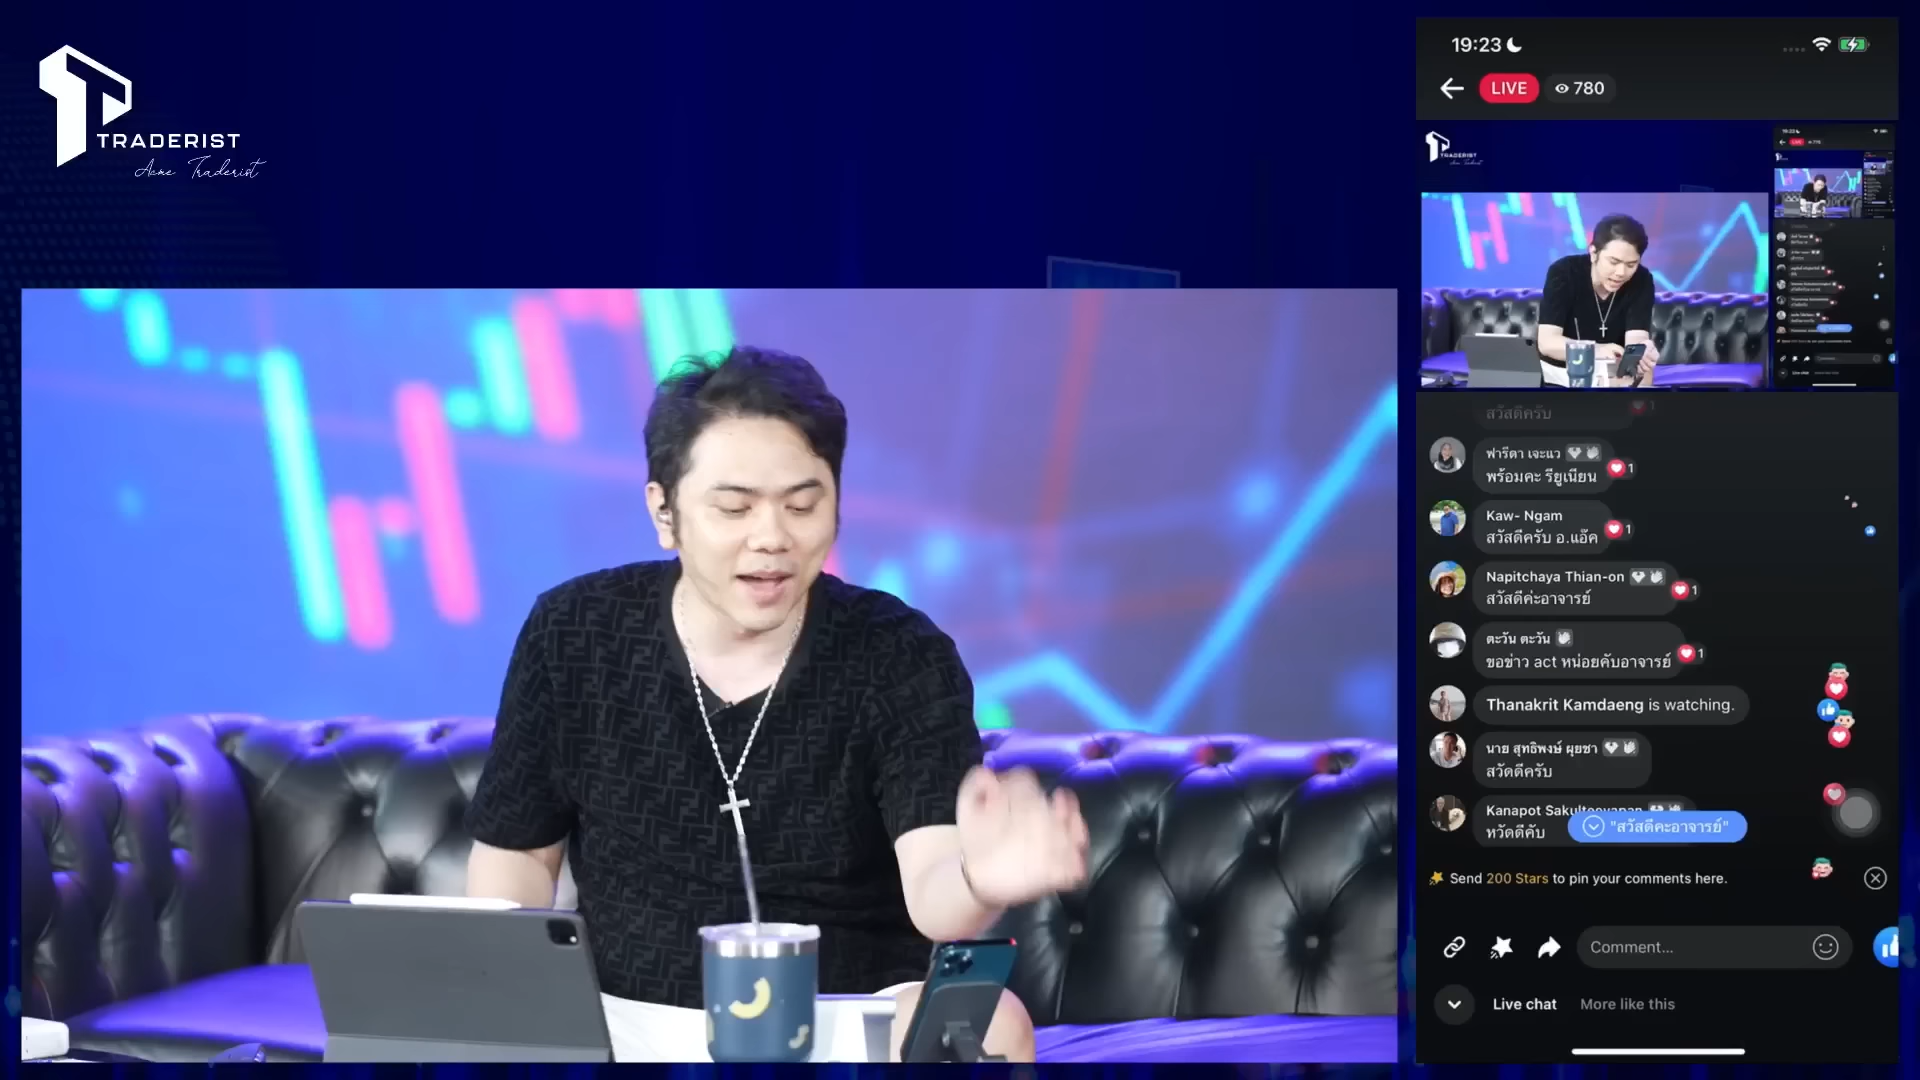 TRADERIST
Acme Traderist
19:23
LIVE
780
TRADERIST
สวัสดีครับ
1
ฟารีตา เจะแว
พร้อมคะ รียูเนียน
1
Kaw- Ngam
สวัสดีครับ อ.แอ๊ค
1
Napitchaya Thian-on
สวัสดีค่ะอาจารย์
1
ตะวัน ตะวัน
ขอข่าว act หน่อยคับอาจารย์
1
Thanakrit Kamdaeng is watching.
นาย สุทธิพงษ์ ผุยชา
สวัดดีครับ
Kanapot
หวัดดีคับ
"สวัสดีคะอาจารย์"
Send 200 Stars to pin your comments here.
Comment...
Live chat
More like this